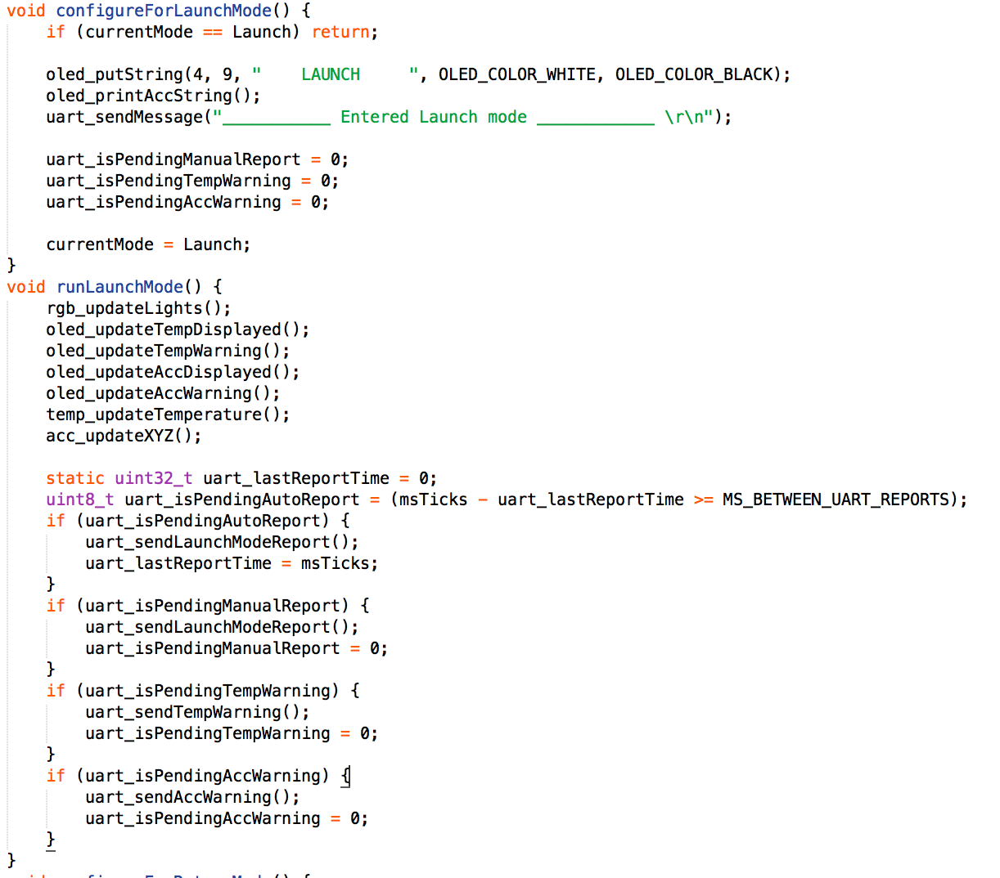 void configureForLaunchMode() {
    if (currentMode == Launch) return;

    oled_putString(4, 9, "    LAUNCH     ", OLED_COLOR_WHITE, OLED_COLOR_BLACK);
    oled_printAccString();
    uart_sendMessage("___________ Entered Launch mode ____________ \r\n");

    uart_isPendingManualReport = 0;
    uart_isPendingTempWarning = 0;
    uart_isPendingAccWarning = 0;

    currentMode = Launch;
}
void runLaunchMode() {
    rgb_updateLights();
    oled_updateTempDisplayed();
    oled_updateTempWarning();
    oled_updateAccDisplayed();
    oled_updateAccWarning();
    temp_updateTemperature();
    acc_updateXYZ();

    static uint32_t uart_lastReportTime = 0;
    uint8_t uart_isPendingAutoReport = (msTicks - uart_lastReportTime >= MS_BETWEEN_UART_REPORTS);
    if (uart_isPendingAutoReport) {
        uart_sendLaunchModeReport();
        uart_lastReportTime = msTicks;
    }
    if (uart_isPendingManualReport) {
        uart_sendLaunchModeReport();
        uart_isPendingManualReport = 0;
    }
    if (uart_isPendingTempWarning) {
        uart_sendTempWarning();
        uart_isPendingTempWarning = 0;
    }
    if (uart_isPendingAccWarning) {
        uart_sendAccWarning();
        uart_isPendingAccWarning = 0;
    }
}